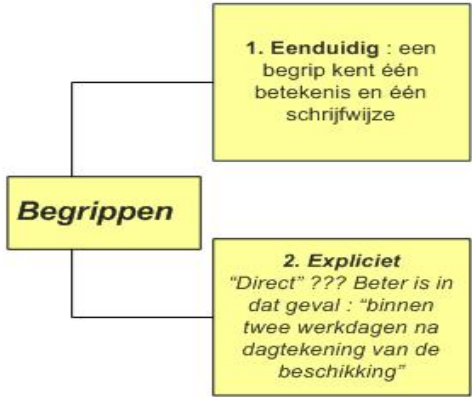 1. Eenduidig : een
begrip kent één
betekenis en één
schrijfwijze
Begrippen
2. Expliciet
"Direct" ??? Beter is in
dat geval : "binnen
twee werkdagen na
dagtekening van de
beschikking"